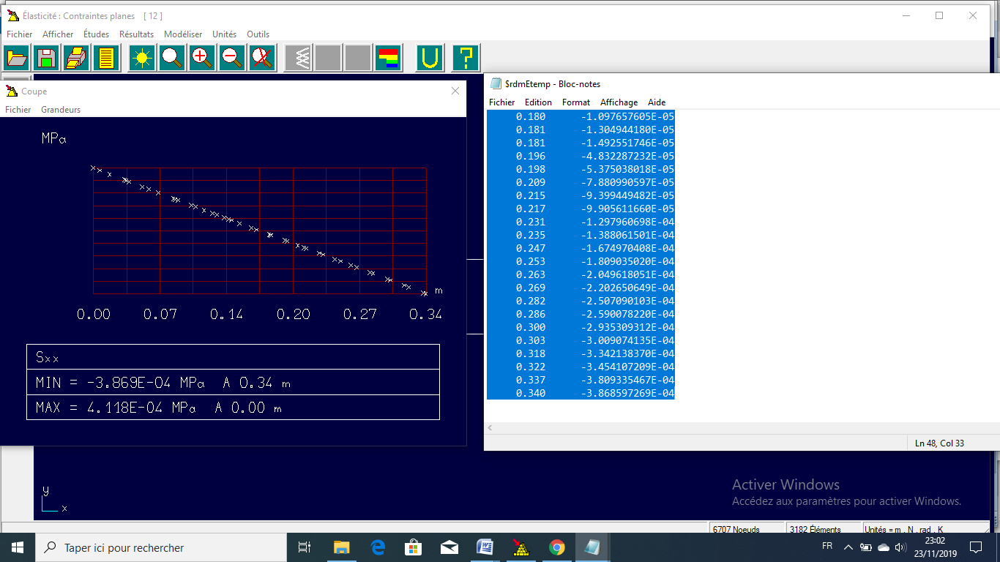 Élasticité : Contraintes planes [ 12 ]
Fichier Afficher Études Résultats Modéliser Unités Outils
Coupe
Fichier Grandeurs
MPa
m
0.00 0.07 0.14 0.20 0.27 0.34
Sxx
MIN = -3.869E-04 MPa A 0.34 m
MAX = 4.118E-04 MPa A 0.00 m
$rdmEtemp - Bloc-notes
Fichier Edition Format Affichage Aide
0.180 -1.097657605E-05
0.181 -1.304944180E-05
0.181 -1.492551746E-05
0.196 -4.832287232E-05
0.198 -5.375038018E-05
0.209 -7.880990597E-05
0.215 -9.399449482E-05
0.217 -9.905611660E-05
0.231 -1.297960698E-04
0.235 -1.388061501E-04
0.247 -1.674970408E-04
0.253 -1.809035020E-04
0.263 -2.049618051E-04
0.269 -2.202650649E-04
0.282 -2.507090103E-04
0.286 -2.590078220E-04
0.300 -2.935309312E-04
0.303 -3.009074135E-04
0.318 -3.342138370E-04
0.322 -3.454107209E-04
0.337 -3.809335467E-04
0.340 -3.868597269E-04
Ln 48, Col 33
Activer Windows
Accédez aux paramètres pour activer Windows.
y
x
6707 Noeuds 3182 Éléments Unités = m , N , rad , K
Taper ici pour rechercher
FR
23:02
23/11/2019